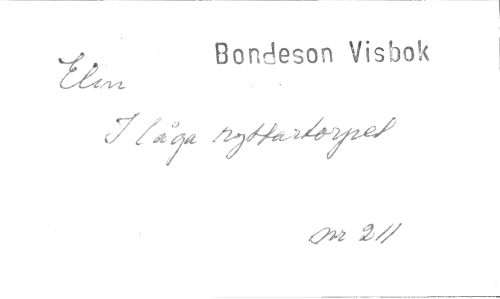 Bondeson Visbok
Elin
I låga ryttartorpet
nr 211